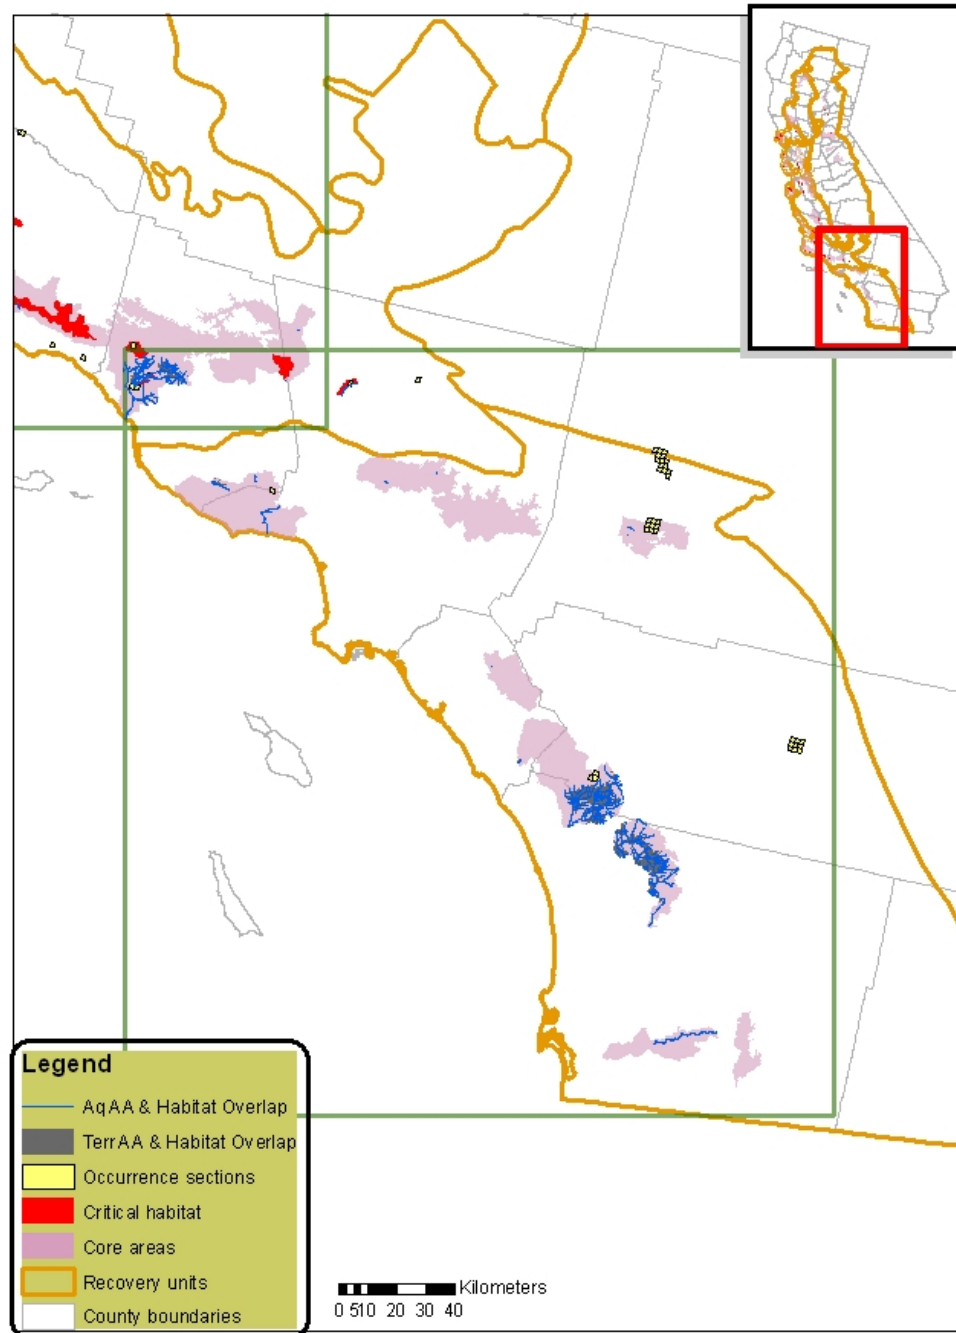 Legend
AqAA & Habitat Overlap
TerrAA & Habitat Overlap
Occurrence sections
Critical habitat
Core areas
Recovery units
County boundaries
Kilometers
0 510 20 30 40